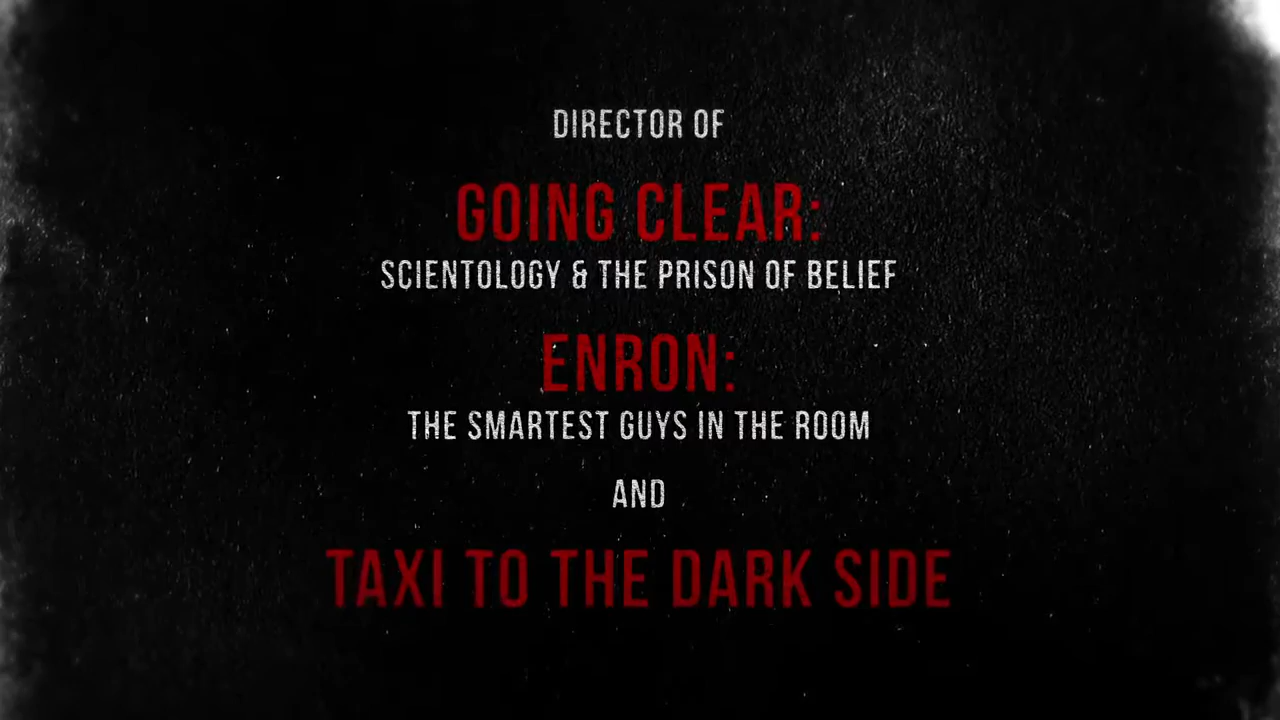 DIRECTOR OF
GOING CLEAR:
SCIENTOLOGY & THE PRISON OF BELIEF
ENRON:
THE SMARTEST GUYS IN THE ROOM
AND
TAXI TO THE DARK SIDE